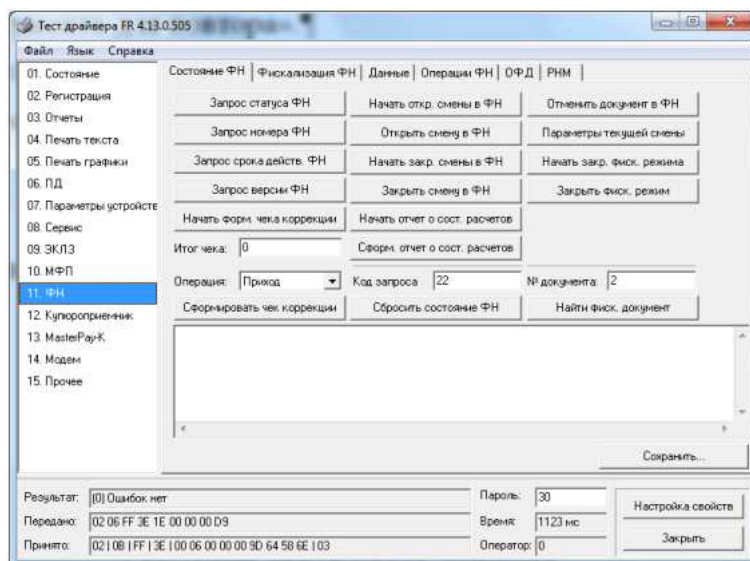 Тест драйвера FR 4.13.0.505
Файл Язык Справка
01. Состояние
02. Регистрация
03. Отчеты
04. Печать текста
05. Печать графики
06. ПД
07. Параметры устройств
08. Сервис
09. ЭКЛЗ
10. МФП
11. ФН
12. Купюроприемник
13. MasterPay-K
14. Модем
15. Прочее
Состояние ФН Фискализация ФН Данные Операции ФН ОФД РНМ
Запрос статуса ФН Начать откр. смены в ФН Отменить документ в ФН
Запрос номера ФН Открыть смену в ФН Параметры текущей смены
Запрос срока действ. ФН Начать закр. смены в ФН Начать закр. фиск. режима
Запрос версии ФН Закрыть смену в ФН Закрыть фиск. режим
Начать форм. чека коррекции Начать отчет о сост. расчетов
Итог чека: 0 Сформ. отчет о сост. расчетов
Операция: Приход Код запроса 22 № документа: 2
Сформировать чек коррекции Сбросить состояние ФН Найти фиск. документ
Сохранить...
Результат: [0] Ошибок нет
Передано: 02 06 FF 3E 1E 00 00 00 D9
Принято: 02 | 0B | FF | 3E | 00 06 00 00 00 9D 64 58 6E | 03
Пароль: 30
Время: 1123 мс
Оператор: 0
Настройка свойств
Закрыть